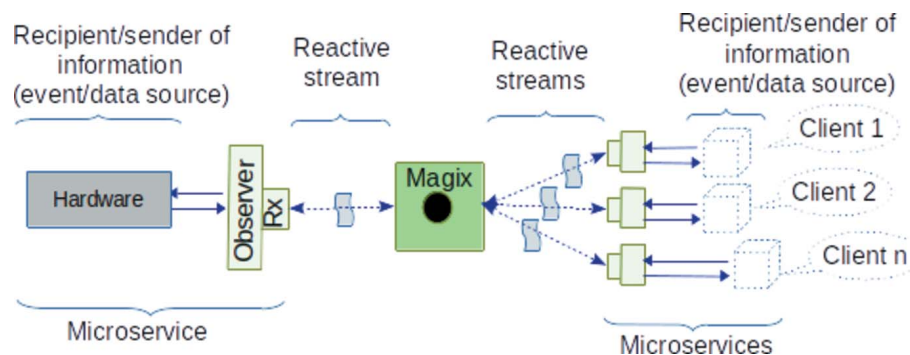 Recipient/sender of
information
(event/data source)
Reactive
stream
Reactive
streams
Recipient/sender of
information
(event/data source)
Hardware
Observer
Rx
Magix
Client 1
Client 2
Client n
Microservice
Microservices